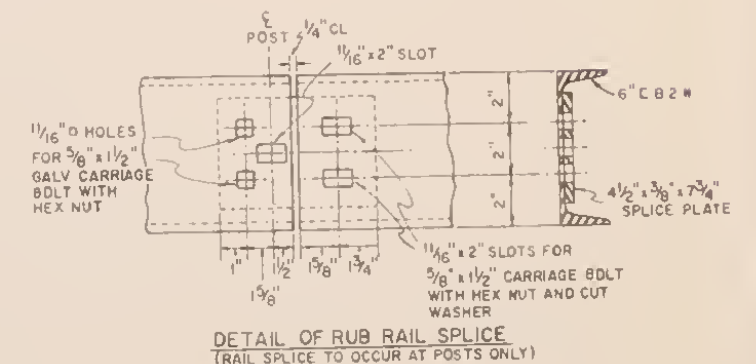 ℄
POST
1/4" CL
11/16" x 2" SLOT
11/16" □ HOLES
FOR 5/8" x 1 1/2"
GALV CARRIAGE
BOLT WITH
HEX NUT
2"
2"
2"
6" C 8.2 #
4 1/2" x 3/8" x 7 3/4"
SPLICE PLATE
1"
1 5/8"
1/2"
1 5/8"
1 3/4"
11/16" x 2" SLOTS FOR
5/8" x 1 1/2" CARRIAGE BOLT
WITH HEX NUT AND CUT
WASHER
DETAIL OF RUB RAIL SPLICE
(RAIL SPLICE TO OCCUR AT POSTS ONLY)